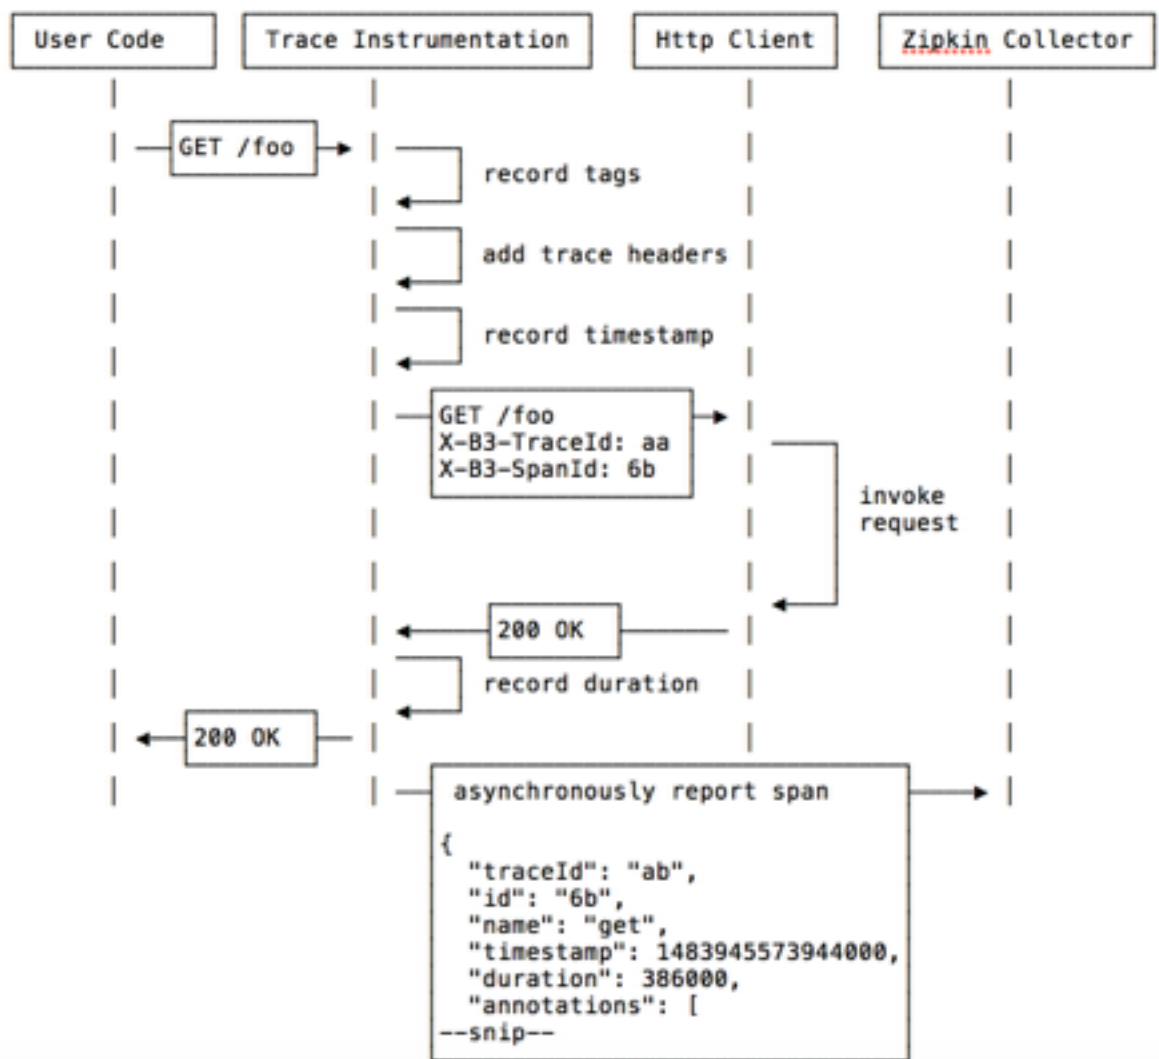 User Code
Trace Instrumentation
Http Client
Zipkin Collector
GET /foo
record tags
add trace headers
record timestamp
GET /foo
X-B3-TraceId: aa
X-B3-SpanId: 6b
invoke
request
200 OK
record duration
200 OK
asynchronously report span
{
"traceId": "ab",
"id": "6b",
"name": "get",
"timestamp": 1483945573944000,
"duration": 386000,
"annotations": [
--snip--